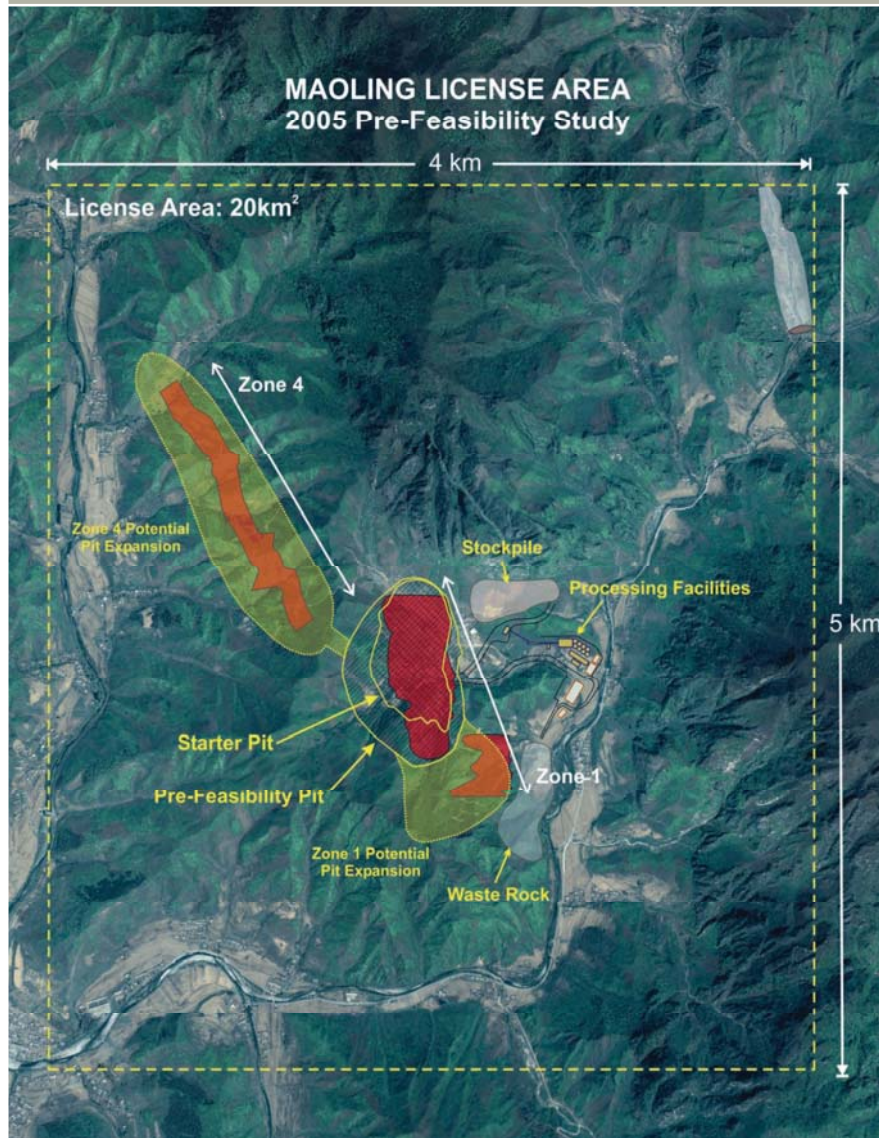 MAOLING LICENSE AREA
2005 Pre-Feasibility Study
4 km
License Area: 20km²
Zone 4
Zone 4 Potential
Pit Expansion
Stockpile
Processing Facilities
5 km
Starter Pit
Zone-1
Pre-Feasibility Pit
Zone 1 Potential
Pit Expansion
Waste Rock